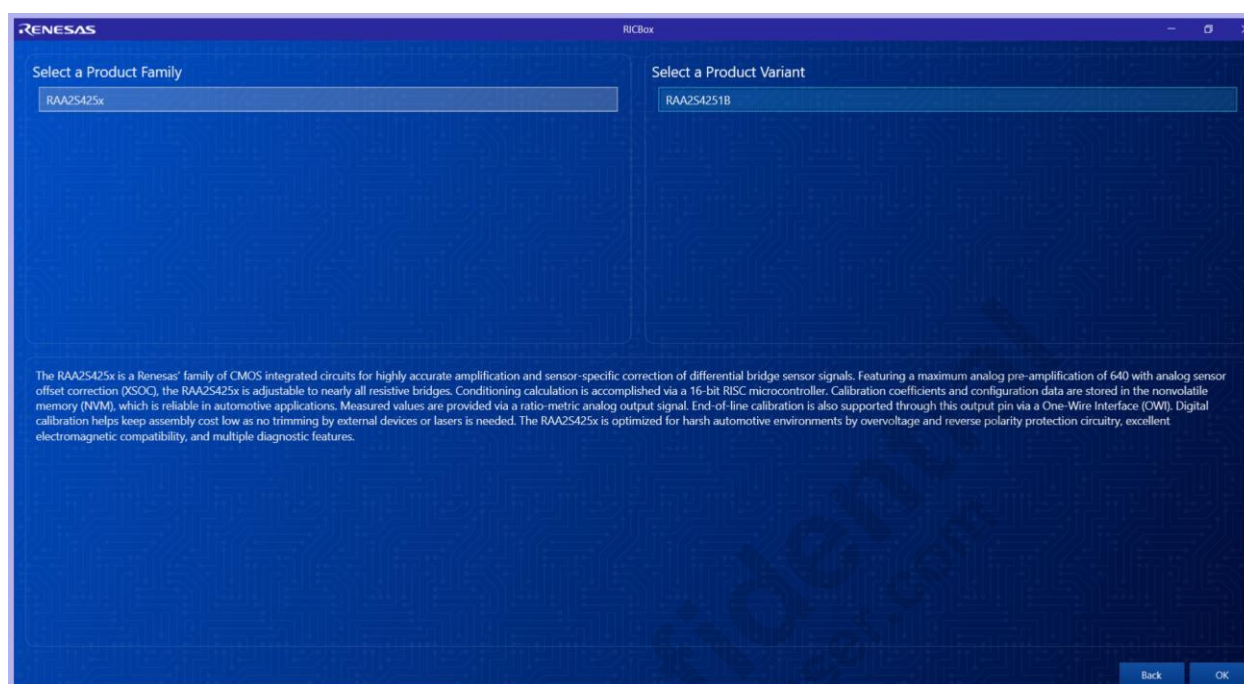 RENESAS
RICBox
Select a Product Family
Select a Product Variant
RAA2S425x
RAA2S4251B
The RAA2S425x is a Renesas' family of CMOS integrated circuits for highly accurate amplification and sensor-specific correction of differential bridge sensor signals. Featuring a maximum analog pre-amplification of 640 with analog sensor
offset correction (XSOC), the RAA2S425x is adjustable to nearly all resistive bridges. Conditioning calculation is accomplished via a 16-bit RISC microcontroller. Calibration coefficients and configuration data are stored in the nonvolatile
memory (NVM), which is reliable in automotive applications. Measured values are provided via a ratio-metric analog output signal. End-of-line calibration is also supported through this output pin via a One-Wire Interface (OWI). Digital
calibration helps keep assembly cost low as no trimming by external devices or lasers is needed. The RAA2S425x is optimized for harsh automotive environments by overvoltage and reverse polarity protection circuitry, excellent
electromagnetic compatibility, and multiple diagnostic features.
Back
OK